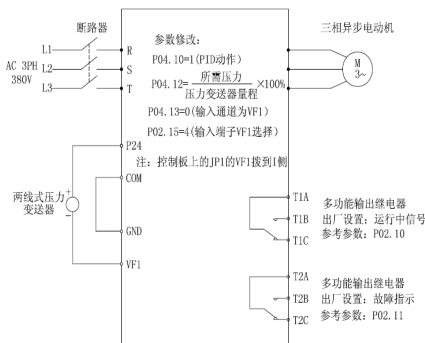 断路器
三相异步电动机
L1
R
AC 3PH
380V
L2
S
L3
T
M
3~
参数修改：
P04.10=1(PID动作)
P04.12=所需压力/压力变送器量程×100%
P04.13=0(输入通道为VF1)
P02.15=4(输入端子VF1选择)
注：控制板上的JP1的VF1拨到I侧
P24
COM
两线式压力
变送器
+
−
GND
VF1
T1A
T1B
T1C
多功能输出继电器
出厂设置：运行中信号
参考参数：P02.10
T2A
T2B
T2C
多功能输出继电器
出厂设置：故障指示
参考参数：P02.11